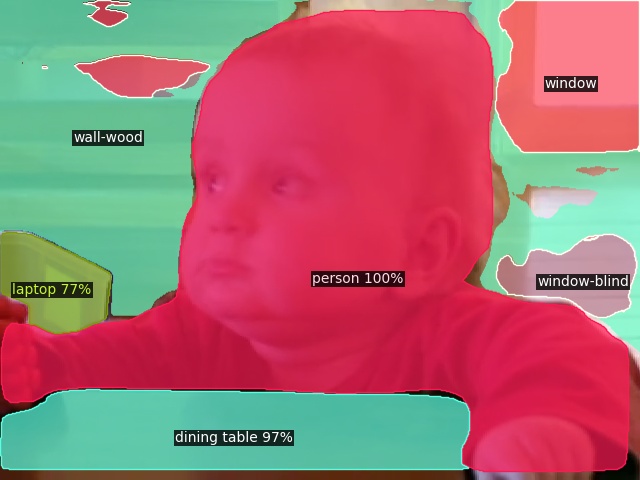 window
wall-wood
person 100%
window-blind
laptop 77%
dining table 97%